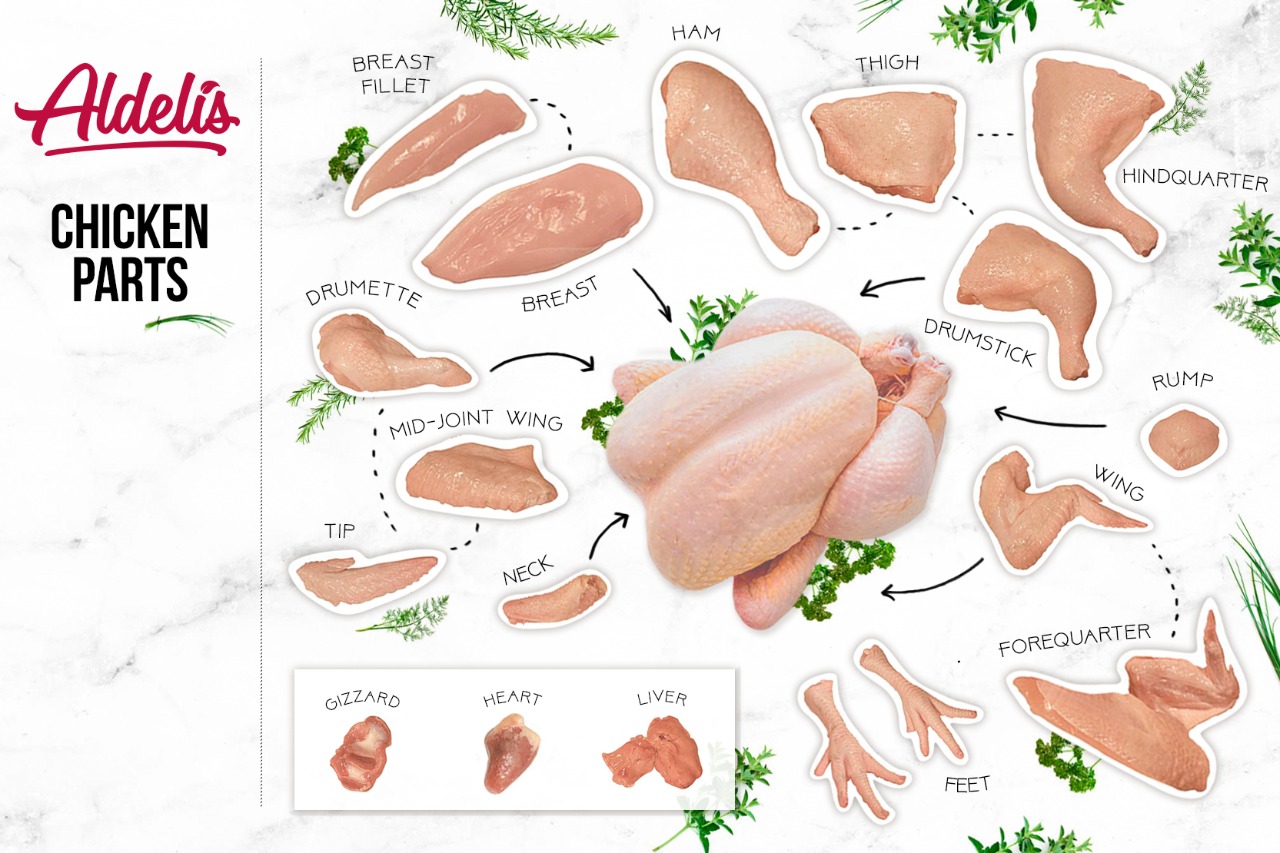 Aldelís
CHICKEN
PARTS
BREAST
FILLET
BREAST
HAM
THIGH
HINDQUARTER
DRUMSTICK
DRUMETTE
MID-JOINT WING
TIP
NECK
RUMP
WING
FOREQUARTER
FEET
GIZZARD
HEART
LIVER